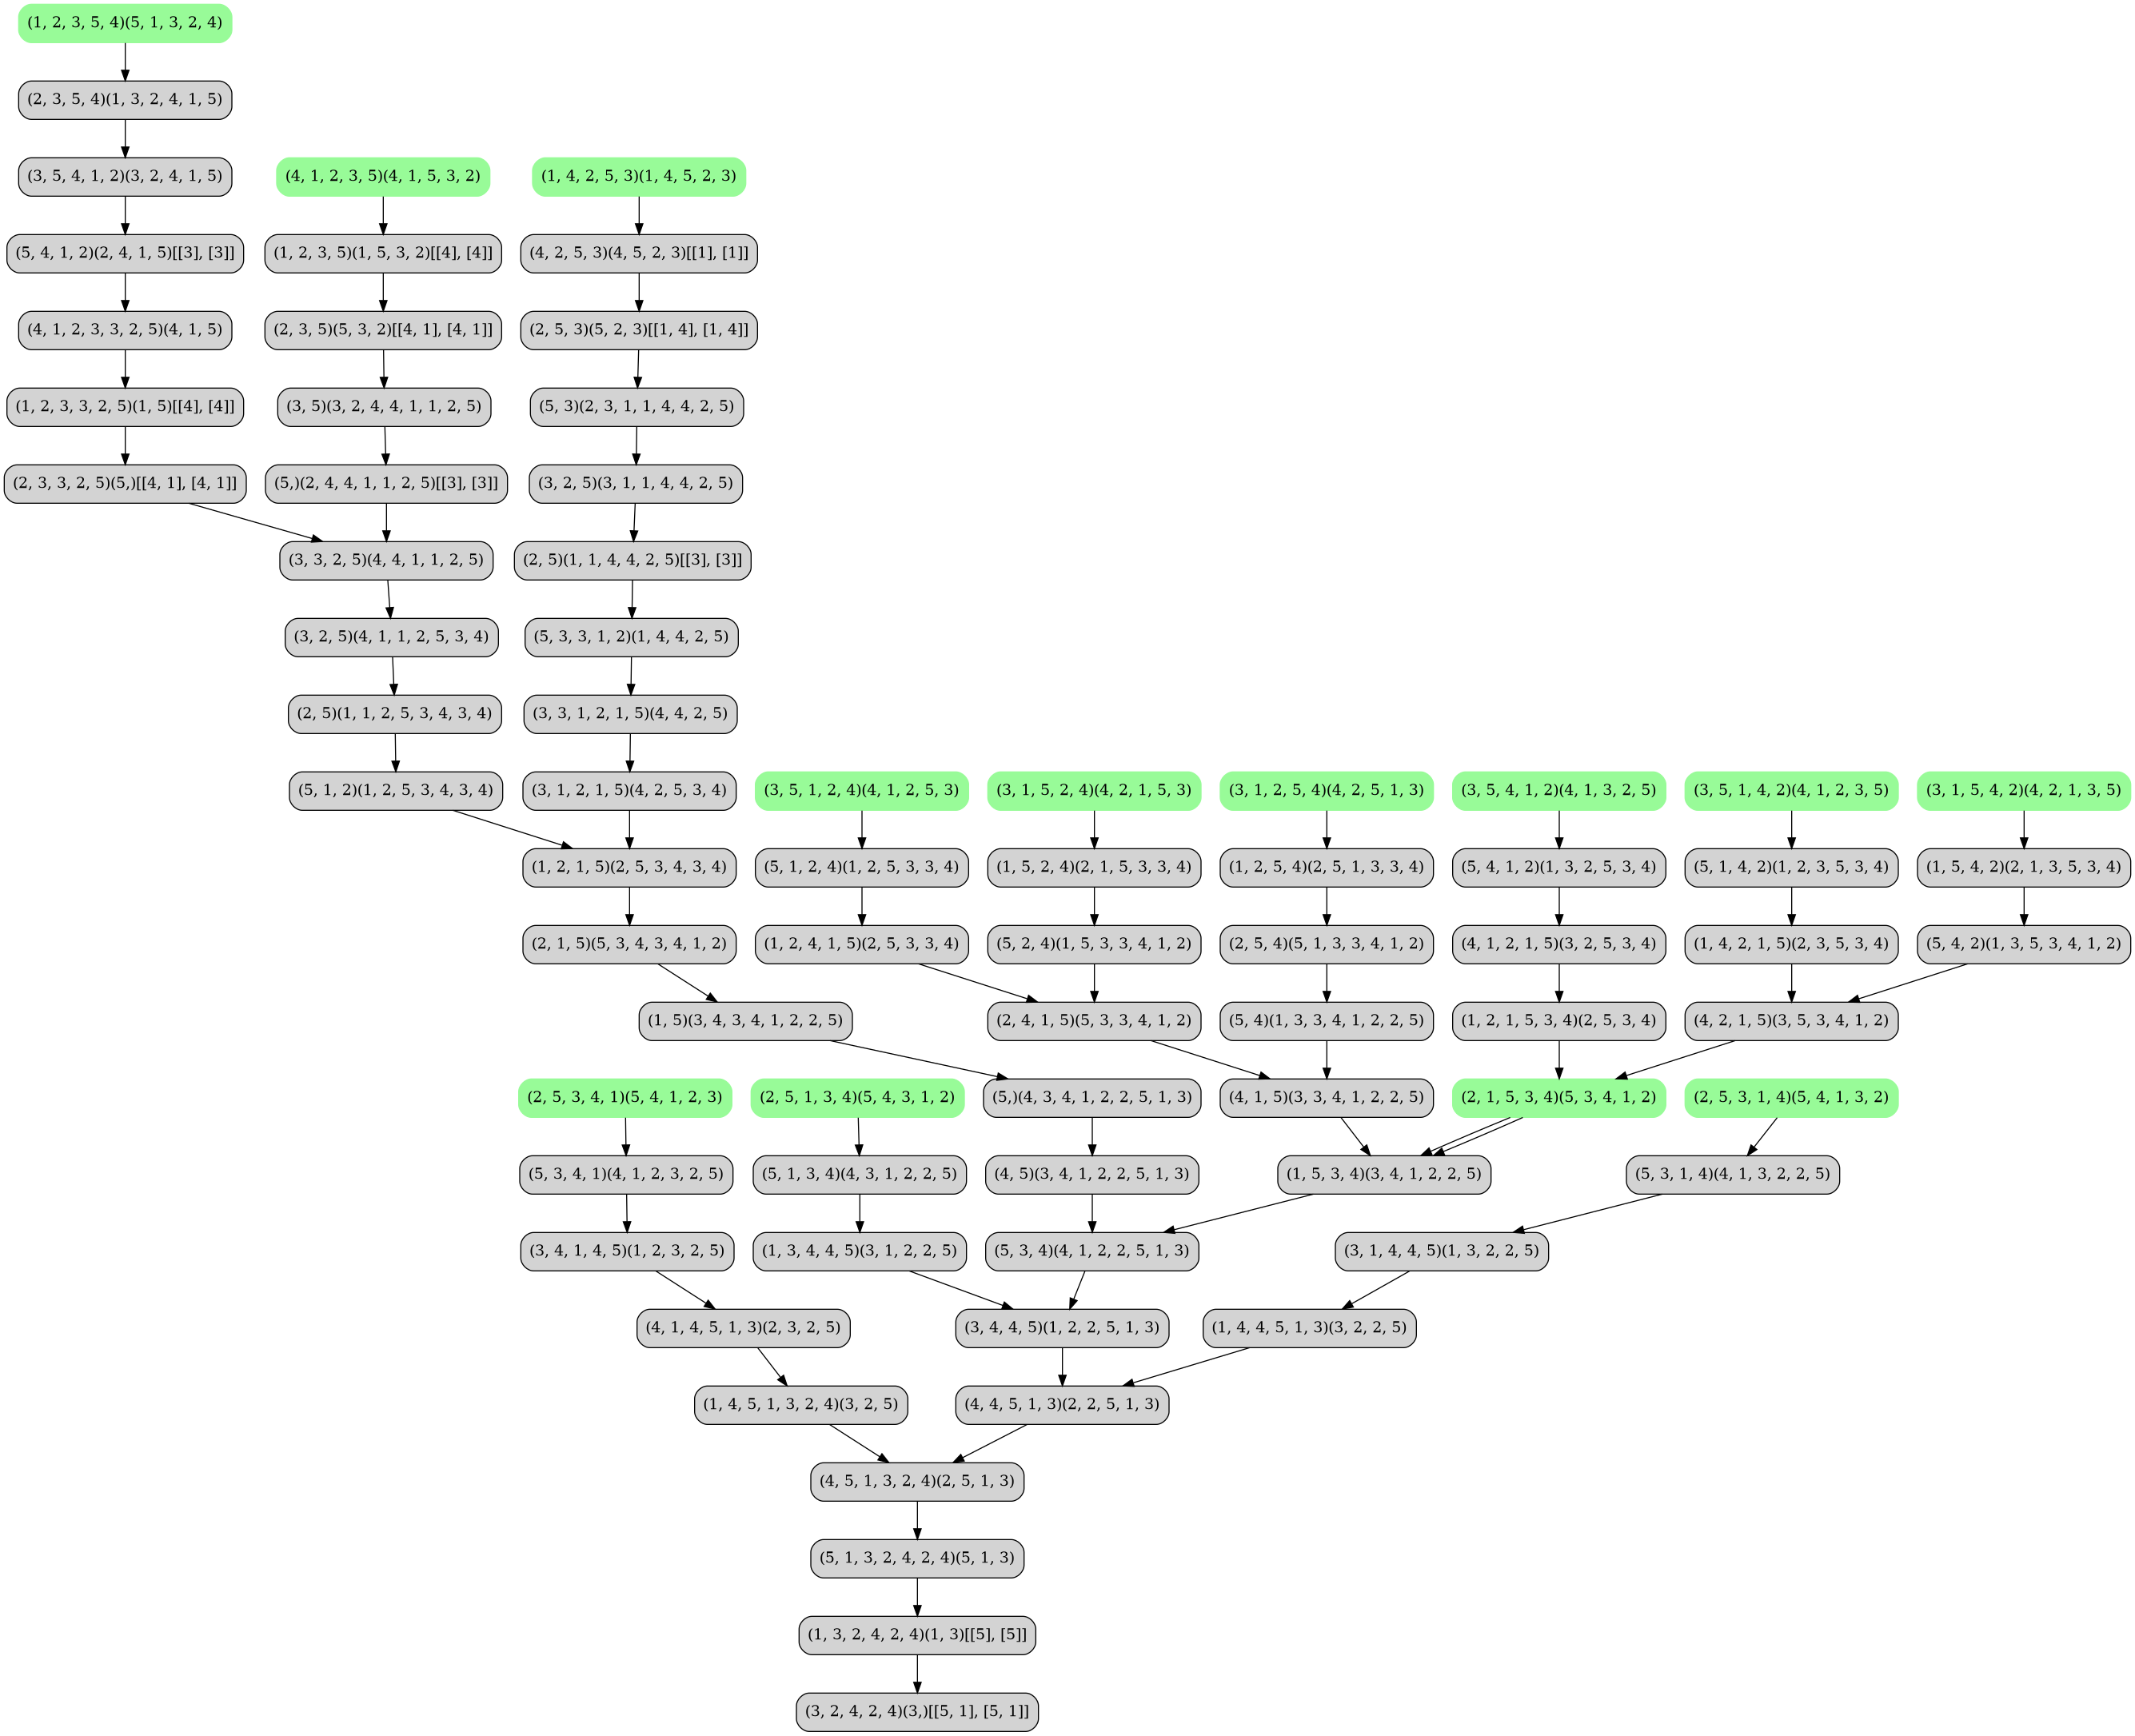 (1, 2, 3, 5, 4)(5, 1, 3, 2, 4)
(2, 3, 5, 4)(1, 3, 2, 4, 1, 5)
(3, 5, 4, 1, 2)(3, 2, 4, 1, 5)
(4, 1, 2, 3, 5)(4, 1, 5, 3, 2)
(1, 4, 2, 5, 3)(1, 4, 5, 2, 3)
(5, 4, 1, 2)(2, 4, 1, 5)[[3], [3]]
(1, 2, 3, 5)(1, 5, 3, 2)[[4], [4]]
(4, 2, 5, 3)(4, 5, 2, 3)[[1], [1]]
(4, 1, 2, 3, 3, 2, 5)(4, 1, 5)
(2, 3, 5)(5, 3, 2)[[4, 1], [4, 1]]
(2, 5, 3)(5, 2, 3)[[1, 4], [1, 4]]
(1, 2, 3, 3, 2, 5)(1, 5)[[4], [4]]
(3, 5)(3, 2, 4, 4, 1, 1, 2, 5)
(5, 3)(2, 3, 1, 1, 4, 4, 2, 5)
(2, 3, 3, 2, 5)(5,)[[4, 1], [4, 1]]
(5,)(2, 4, 4, 1, 1, 2, 5)[[3], [3]]
(3, 2, 5)(3, 1, 1, 4, 4, 2, 5)
(3, 3, 2, 5)(4, 4, 1, 1, 2, 5)
(2, 5)(1, 1, 4, 4, 2, 5)[[3], [3]]
(3, 2, 5)(4, 1, 1, 2, 5, 3, 4)
(5, 3, 3, 1, 2)(1, 4, 4, 2, 5)
(2, 5)(1, 1, 2, 5, 3, 4, 3, 4)
(3, 3, 1, 2, 1, 5)(4, 4, 2, 5)
(5, 1, 2)(1, 2, 5, 3, 4, 3, 4)
(3, 1, 2, 1, 5)(4, 2, 5, 3, 4)
(3, 5, 1, 2, 4)(4, 1, 2, 5, 3)
(3, 1, 5, 2, 4)(4, 2, 1, 5, 3)
(3, 1, 2, 5, 4)(4, 2, 5, 1, 3)
(3, 5, 4, 1, 2)(4, 1, 3, 2, 5)
(3, 5, 1, 4, 2)(4, 1, 2, 3, 5)
(3, 1, 5, 4, 2)(4, 2, 1, 3, 5)
(1, 2, 1, 5)(2, 5, 3, 4, 3, 4)
(5, 1, 2, 4)(1, 2, 5, 3, 3, 4)
(1, 5, 2, 4)(2, 1, 5, 3, 3, 4)
(1, 2, 5, 4)(2, 5, 1, 3, 3, 4)
(5, 4, 1, 2)(1, 3, 2, 5, 3, 4)
(5, 1, 4, 2)(1, 2, 3, 5, 3, 4)
(1, 5, 4, 2)(2, 1, 3, 5, 3, 4)
(2, 1, 5)(5, 3, 4, 3, 4, 1, 2)
(1, 2, 4, 1, 5)(2, 5, 3, 3, 4)
(5, 2, 4)(1, 5, 3, 3, 4, 1, 2)
(2, 5, 4)(5, 1, 3, 3, 4, 1, 2)
(4, 1, 2, 1, 5)(3, 2, 5, 3, 4)
(1, 4, 2, 1, 5)(2, 3, 5, 3, 4)
(5, 4, 2)(1, 3, 5, 3, 4, 1, 2)
(1, 5)(3, 4, 3, 4, 1, 2, 2, 5)
(2, 4, 1, 5)(5, 3, 3, 4, 1, 2)
(5, 4)(1, 3, 3, 4, 1, 2, 2, 5)
(1, 2, 1, 5, 3, 4)(2, 5, 3, 4)
(4, 2, 1, 5)(3, 5, 3, 4, 1, 2)
(2, 5, 3, 4, 1)(5, 4, 1, 2, 3)
(2, 5, 1, 3, 4)(5, 4, 3, 1, 2)
(5,)(4, 3, 4, 1, 2, 2, 5, 1, 3)
(4, 1, 5)(3, 3, 4, 1, 2, 2, 5)
(2, 1, 5, 3, 4)(5, 3, 4, 1, 2)
(2, 5, 3, 1, 4)(5, 4, 1, 3, 2)
(5, 3, 4, 1)(4, 1, 2, 3, 2, 5)
(5, 1, 3, 4)(4, 3, 1, 2, 2, 5)
(4, 5)(3, 4, 1, 2, 2, 5, 1, 3)
(1, 5, 3, 4)(3, 4, 1, 2, 2, 5)
(5, 3, 1, 4)(4, 1, 3, 2, 2, 5)
(3, 4, 1, 4, 5)(1, 2, 3, 2, 5)
(1, 3, 4, 4, 5)(3, 1, 2, 2, 5)
(5, 3, 4)(4, 1, 2, 2, 5, 1, 3)
(3, 1, 4, 4, 5)(1, 3, 2, 2, 5)
(4, 1, 4, 5, 1, 3)(2, 3, 2, 5)
(3, 4, 4, 5)(1, 2, 2, 5, 1, 3)
(1, 4, 4, 5, 1, 3)(3, 2, 2, 5)
(1, 4, 5, 1, 3, 2, 4)(3, 2, 5)
(4, 4, 5, 1, 3)(2, 2, 5, 1, 3)
(4, 5, 1, 3, 2, 4)(2, 5, 1, 3)
(5, 1, 3, 2, 4, 2, 4)(5, 1, 3)
(1, 3, 2, 4, 2, 4)(1, 3)[[5], [5]]
(3, 2, 4, 2, 4)(3,)[[5, 1], [5, 1]]